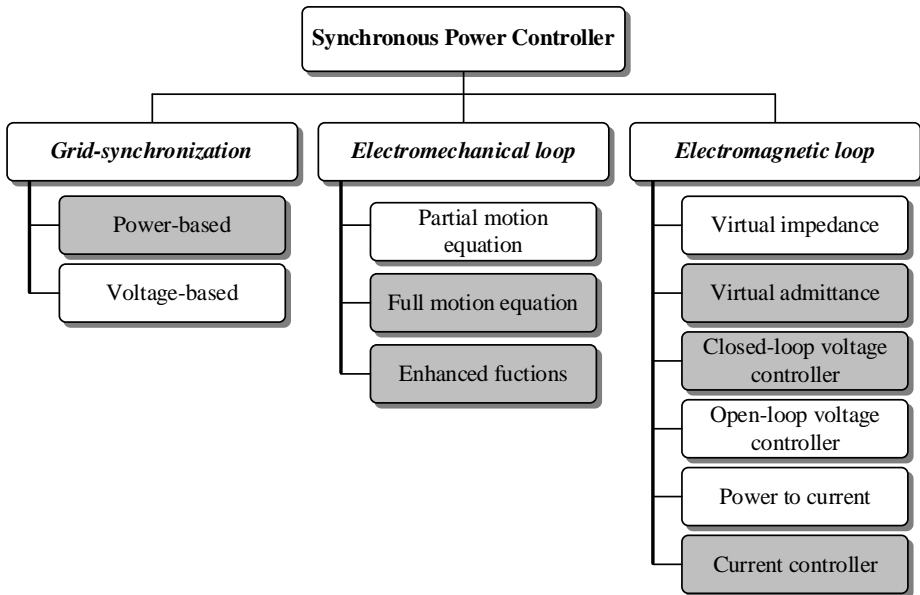 Synchronous Power Controller
Grid-synchronization
Power-based
Voltage-based
Electromechanical loop
Partial motion
equation
Full motion equation
Enhanced fuctions
Electromagnetic loop
Virtual impedance
Virtual admittance
Closed-loop voltage
controller
Open-loop voltage
controller
Power to current
Current controller